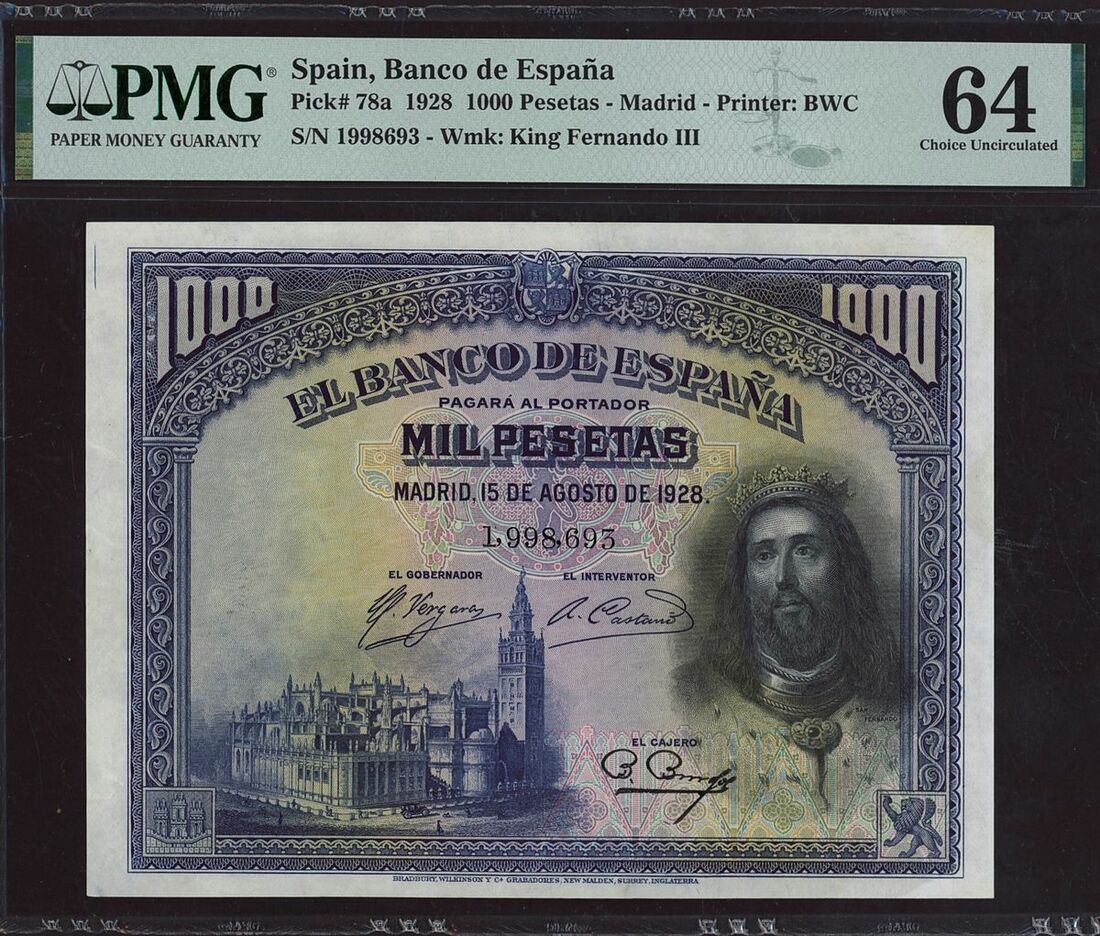 PMG®
PAPER MONEY GUARANTY
Spain, Banco de España
Pick# 78a 1928 1000 Pesetas - Madrid - Printer: BWC
S/N 1998693 - Wmk: King Fernando III
64
Choice Uncirculated
1000
1000
EL BANCO DE ESPAÑA
PAGARÁ AL PORTADOR
MIL PESETAS
MADRID, 15 DE AGOSTO DE 1928.
1,998,693
EL GOBERNADOR
EL INTERVENTOR
Vergara
A. Castaño
SAN
FERNANDO
EL CAJERO
BRADBURY, WILKINSON Y Cª GRABADORES, NEW MALDEN, SURREY, INGLATERRA